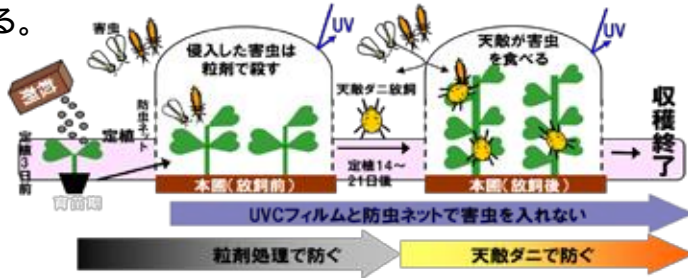 る。
害虫
UV
侵入した害虫は
粒剤で殺す
天敵が害虫
を食べる
UV
粒剤
防虫ネット
天敵ダニ放飼
定植
定植3日前
育苗期
定植14～
21日後
収穫終了
本圃(放飼前)
本圃(放飼後)
UVCフィルムと防虫ネットで害虫を入れない
粒剤処理で防ぐ
天敵ダニで防ぐ